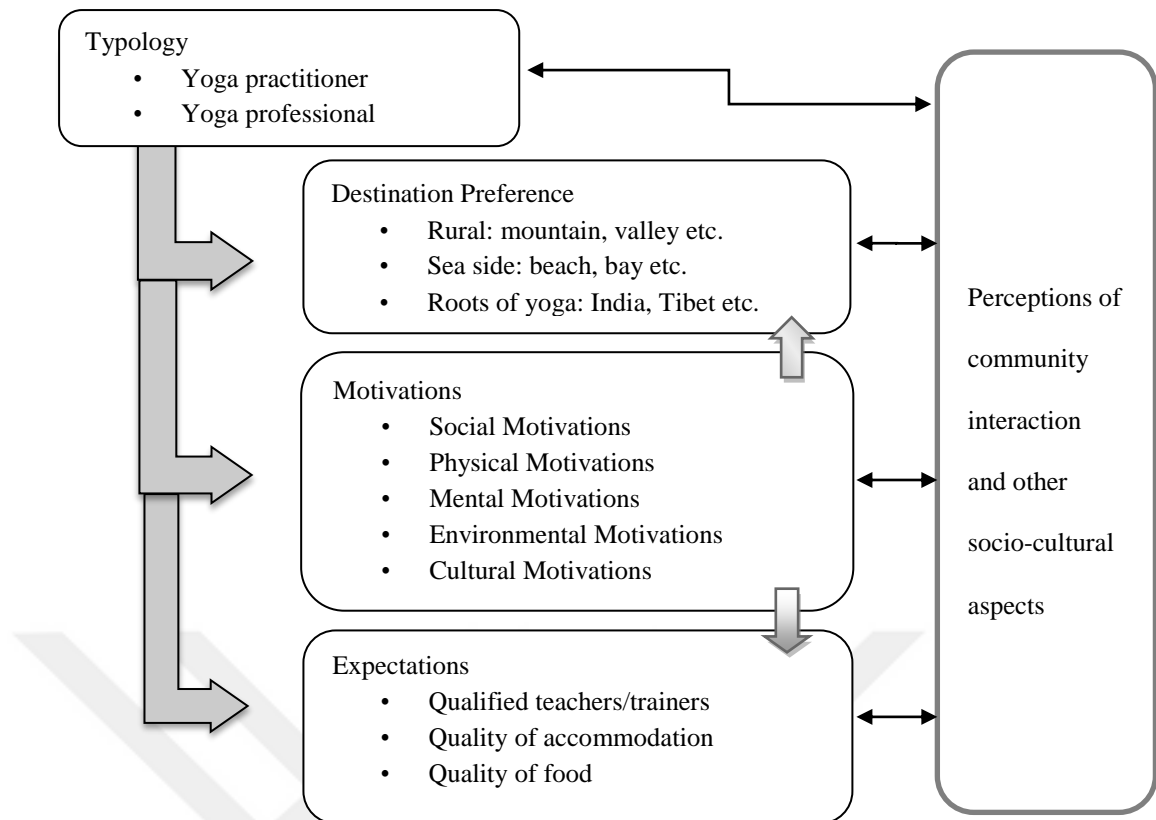 Typology
• Yoga practitioner
• Yoga professional
Destination Preference
• Rural: mountain, valley etc.
• Sea side: beach, bay etc.
• Roots of yoga: India, Tibet etc.
Motivations
• Social Motivations
• Physical Motivations
• Mental Motivations
• Environmental Motivations
• Cultural Motivations
Expectations
• Qualified teachers/trainers
• Quality of accommodation
• Quality of food
Perceptions of
community
interaction
and other
socio-cultural
aspects